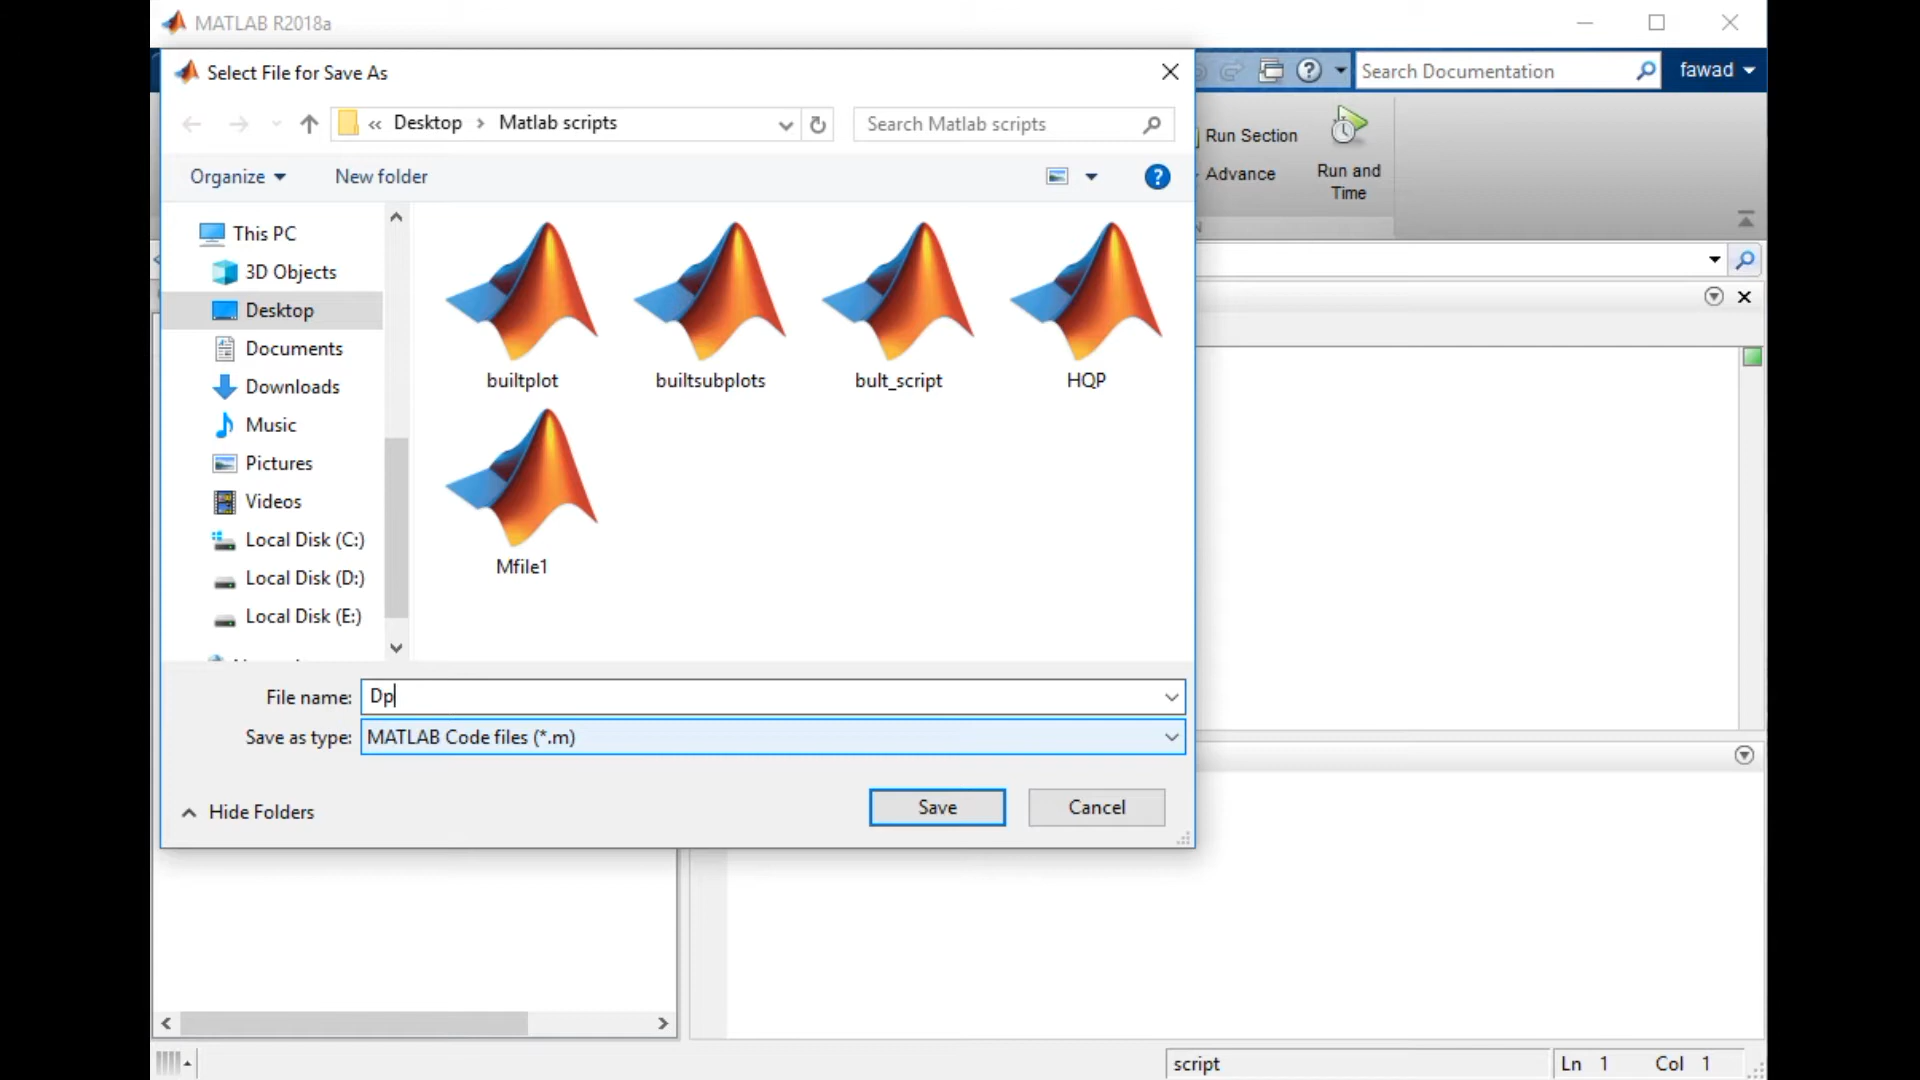 MATLAB R2018a
Select File for Save As
Search Documentation
fawad
« Desktop > Matlab scripts
Search Matlab scripts
Run Section
Advance
Run and
Time
Organize
New folder
This PC
3D Objects
Desktop
Documents
Downloads
Music
Pictures
Videos
Local Disk (C:)
Local Disk (D:)
Local Disk (E:)
builtplot
builtsubplots
bult_script
HQP
Mfile1
File name: Dp
Save as type: MATLAB Code files (*.m)
Hide Folders
Save
Cancel
script
Ln 1 Col 1